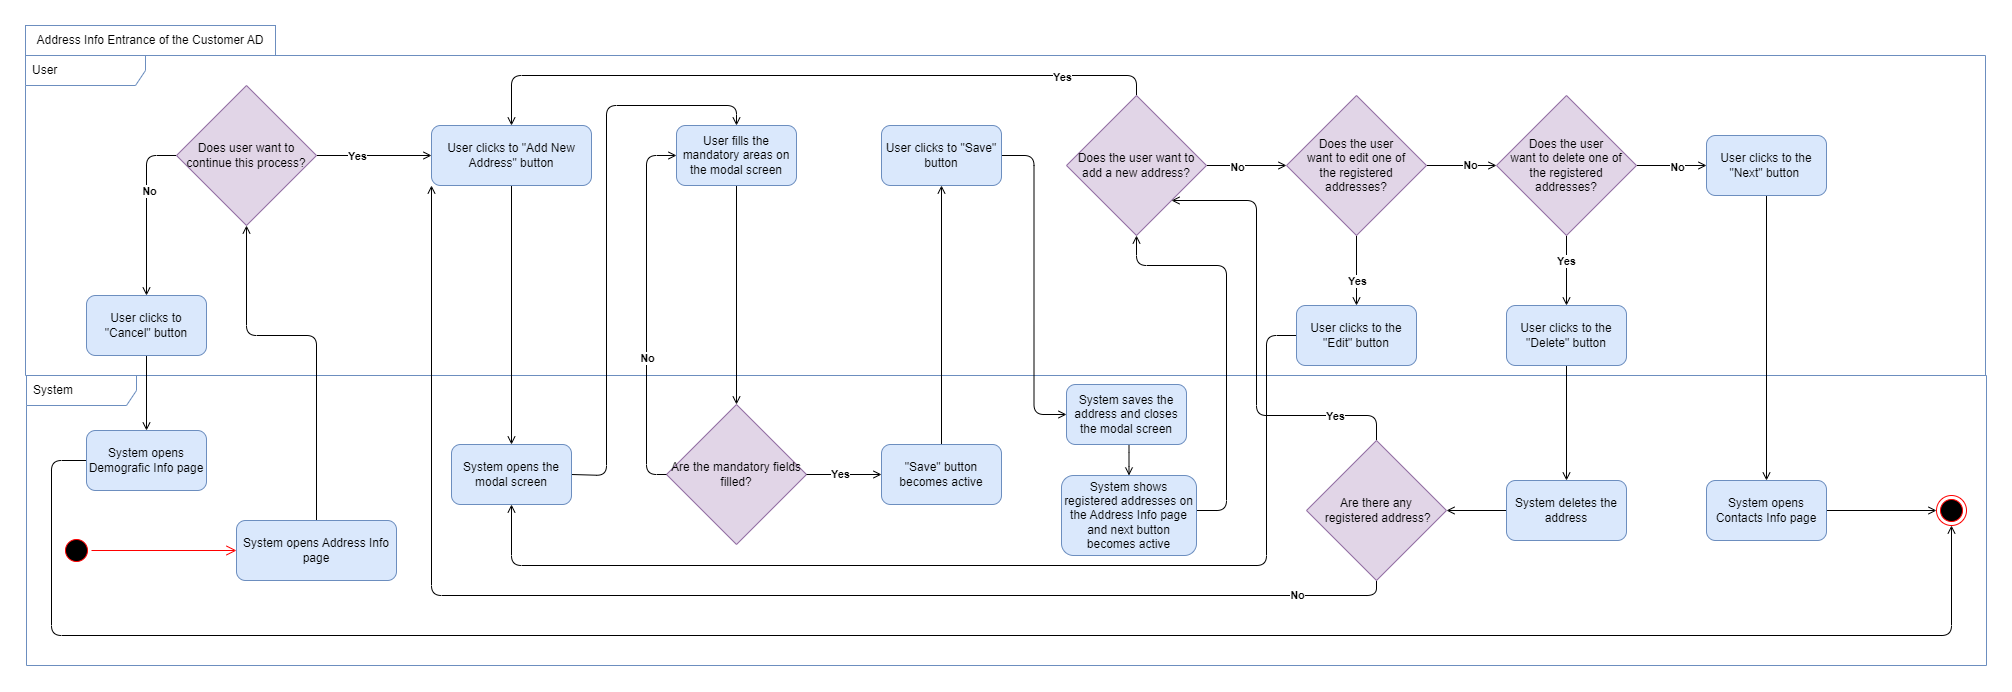 Address Info Entrance of the Customer AD
User
Does user want to
continue this process?
Yes
No
User clicks to
"Cancel" button
User clicks to "Add New
Address" button
User fills the
mandatory areas on
the modal screen
No
User clicks to "Save"
button
Yes
Does the user want to
add a new address?
No
Does the user
want to edit one of
the registered
addresses?
No
Yes
User clicks to the
"Edit" button
Does the user
want to delete one of
the registered
addresses?
No
Yes
User clicks to the
"Delete" button
User clicks to the
"Next" button
System
System opens
Demografic Info page
System opens Address Info
page
System opens the
modal screen
Are the mandatory fields
filled?
Yes
"Save" button
becomes active
System saves the
address and closes
the modal screen
System shows
registered addresses on
the Address Info page
and next button
becomes active
Yes
Are there any
registered address?
No
System deletes the
address
System opens
Contacts Info page